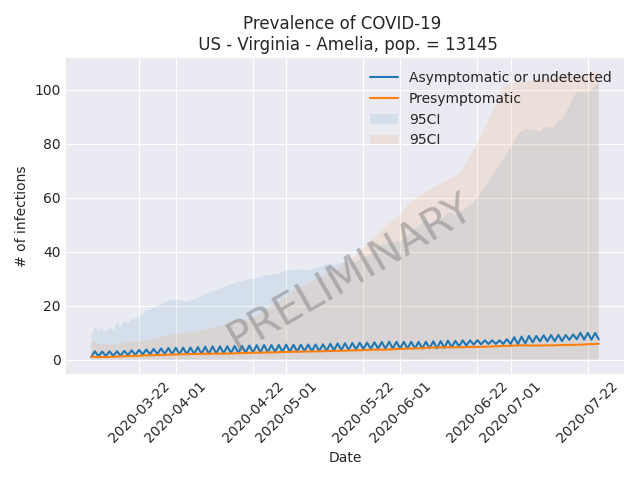 Prevalence of COVID-19
US - Virginia - Amelia, pop. = 13145
Asymptomatic or undetected
Presymptomatic
95CI
95CI
# of infections
100
80
60
40
20
0
PRELIMINARY
2020-03-22
2020-04-01
2020-04-22
2020-05-01
2020-05-22
2020-06-01
2020-06-22
2020-07-01
2020-07-22
Date